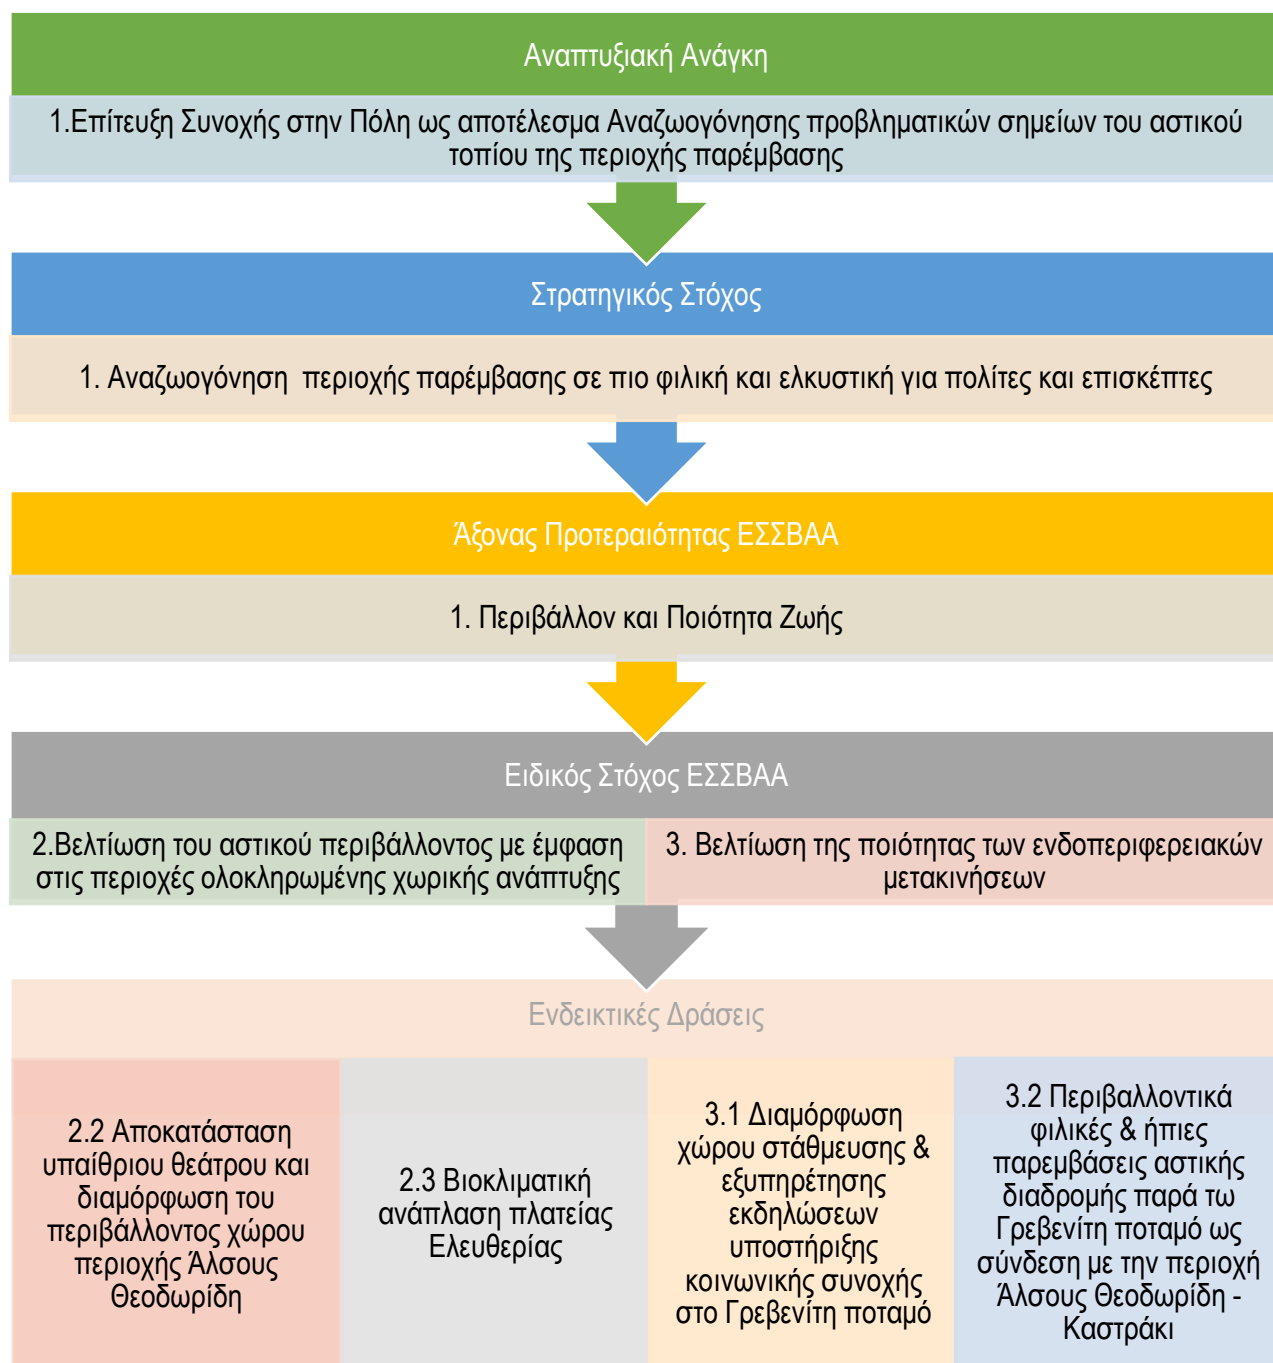 Αναπτυξιακή Ανάγκη
1.Επίτευξη Συνοχής στην Πόλη ως αποτέλεσμα Αναζωογόνησης προβληματικών σημείων του αστικού
τοπίου της περιοχής παρέμβασης
Στρατηγικός Στόχος
1. Αναζωογόνηση περιοχής παρέμβασης σε πιο φιλική και ελκυστική για πολίτες και επισκέπτες
Άξονας Προτεραιότητας ΕΣΣΒΑΑ
1. Περιβάλλον και Ποιότητα Ζωής
Ειδικός Στόχος ΕΣΣΒΑΑ
2.Βελτίωση του αστικού περιβάλλοντος με έμφαση
στις περιοχές ολοκληρωμένης χωρικής ανάπτυξης
3. Βελτίωση της ποιότητας των ενδοπεριφερειακών
μετακινήσεων
Ενδεικτικές Δράσεις
2.2 Αποκατάσταση
υπαίθριου θεάτρου και
διαμόρφωση του
περιβάλλοντος χώρου
περιοχής Άλσους
Θεοδωρίδη
2.3 Βιοκλιματική
ανάπλαση πλατείας
Ελευθερίας
3.1 Διαμόρφωση
χώρου στάθμευσης &
εξυπηρέτησης
εκδηλώσεων
υποστήριξης
κοινωνικής συνοχής
στο Γρεβενίτη ποταμό
3.2 Περιβαλλοντικά
φιλικές & ήπιες
παρεμβάσεις αστικής
διαδρομής παρά τω
Γρεβενίτη ποταμό ως
σύνδεση με την περιοχή
Άλσους Θεοδωρίδη -
Καστράκι